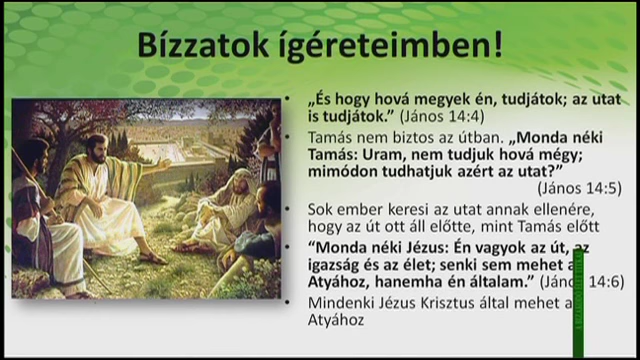 Bízzatok ígéreteimben!
• „És hogy hová megyek én, tudjátok; az utat
is tudjátok.” (János 14:4)
• Tamás nem biztos az útban. „Monda néki
Tamás: Uram, nem tudjuk hová mégy;
mimódon tudhatjuk azért az utat?”
(János 14:5)
• Sok ember keresi az utat annak ellenére,
hogy az út ott áll előtte, mint Tamás előtt
• “Monda néki Jézus: Én vagyok az út, az
igazság és az élet; senki sem mehet a
Atyához, hanemha én általam.” (János 14:6)
• Mindenki Jézus Krisztus által mehet a
Atyához